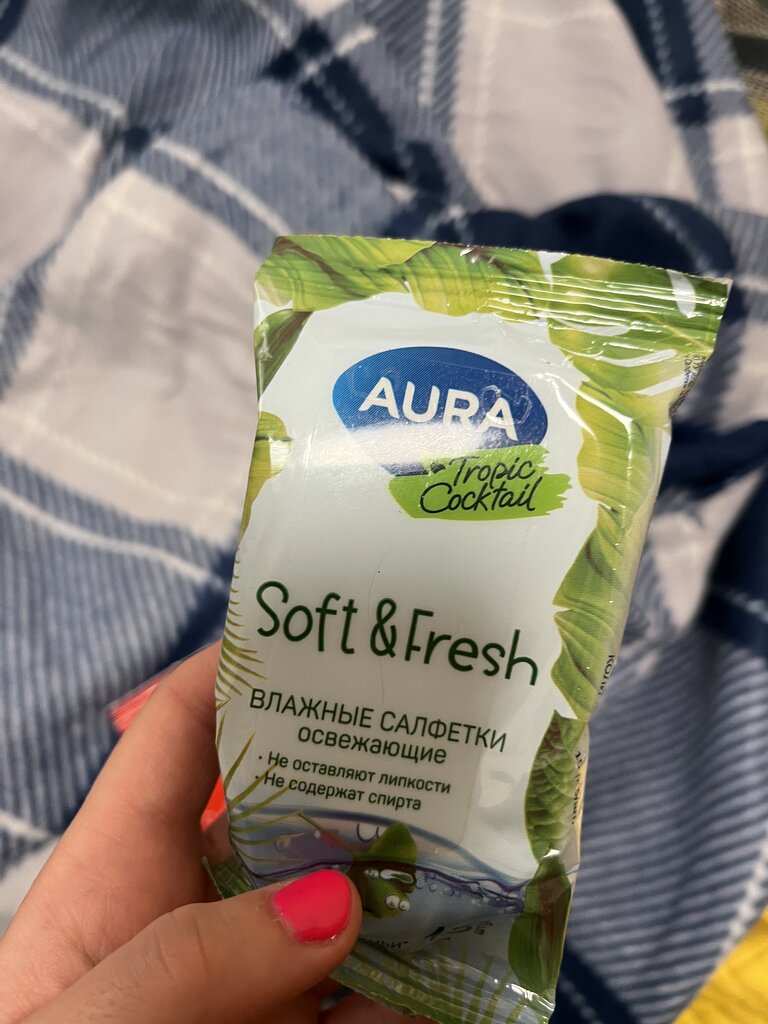 AURA
Tropic
Cocktail
Soft & Fresh
ВЛАЖНЫЕ САЛФЕТКИ
освежающие
· Не оставляют липкости
· Не содержат спирта